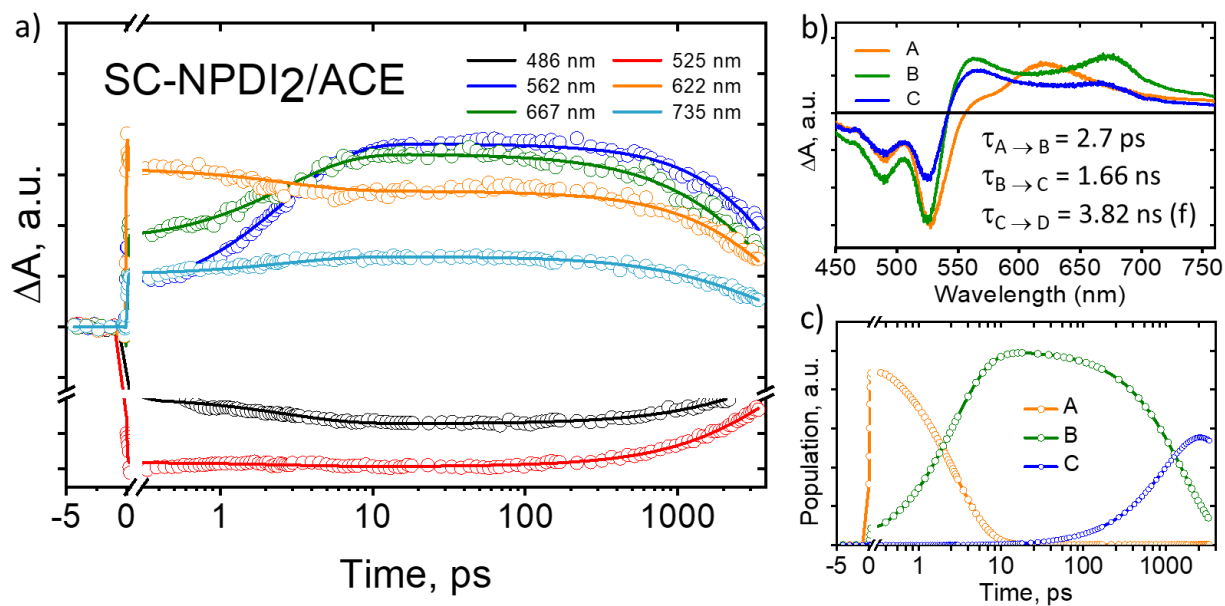 a)
SC-NPDI2/ACE
486 nm
525 nm
562 nm
622 nm
667 nm
735 nm
ΔA, a.u.
-5
0
1
10
100
1000
Time, ps
b)
A
B
C
ΔA, a.u.
τA → B = 2.7 ps
τB → C = 1.66 ns
τC → D = 3.82 ns (f)
450
500
550
600
650
700
750
Wavelength (nm)
c)
Population, a.u.
A
B
C
-5
0
1
10
100
1000
Time, ps